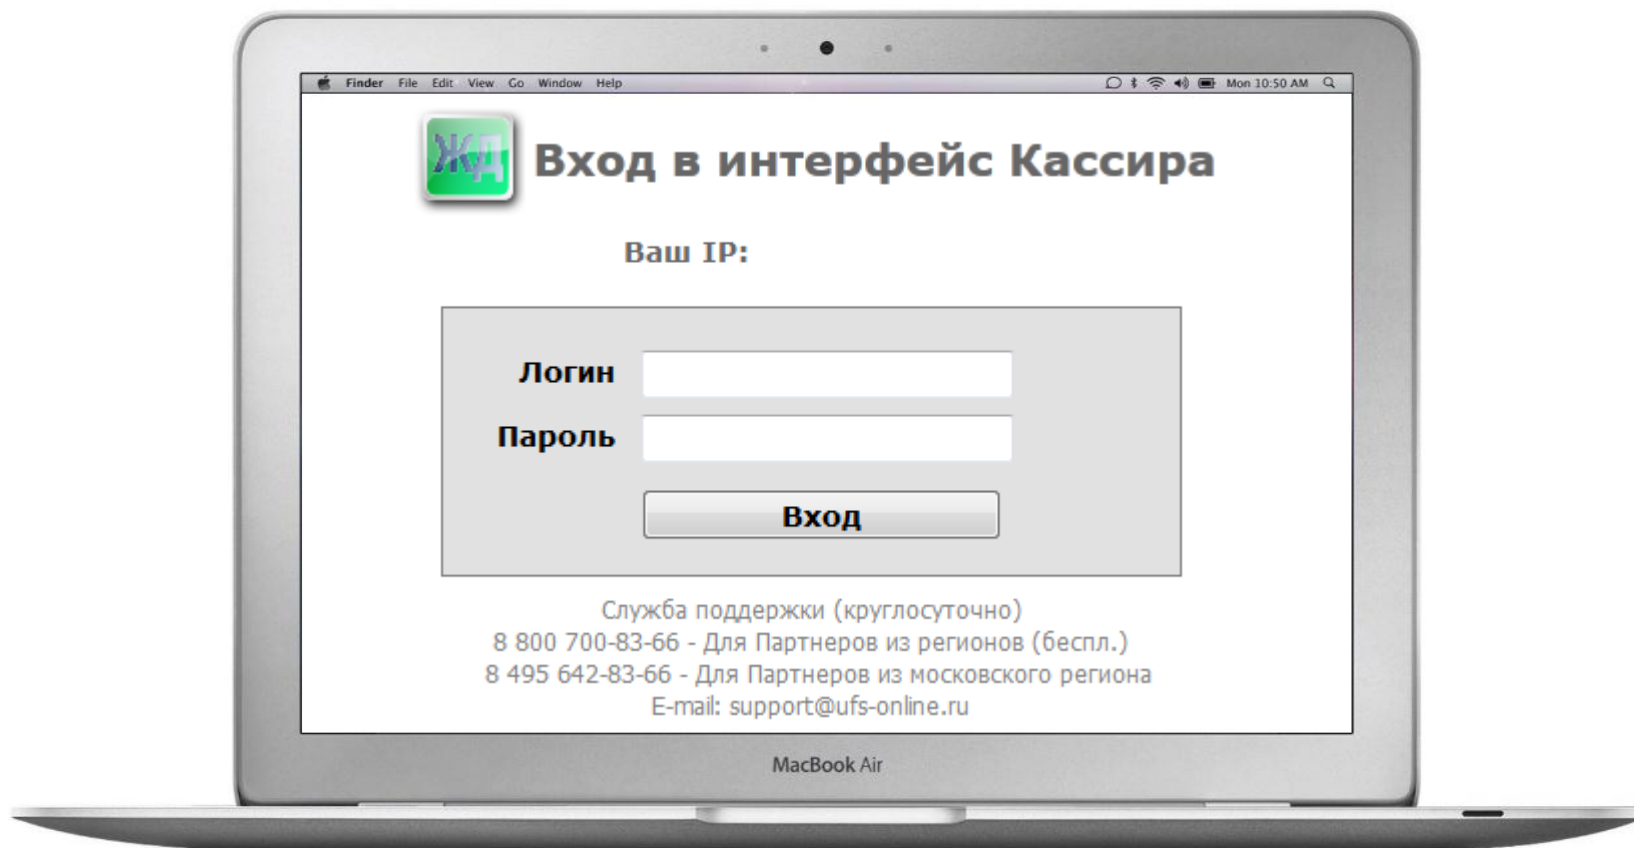 Finder File Edit View Go Window Help Mon 10:50 AM
ЖД
Вход в интерфейс Кассира
Ваш IP:
Логин
Пароль
Вход
Служба поддержки (круглосуточно)
8 800 700-83-66 - Для Партнеров из регионов (беспл.)
8 495 642-83-66 - Для Партнеров из московского региона
E-mail: support@ufs-online.ru
MacBook Air